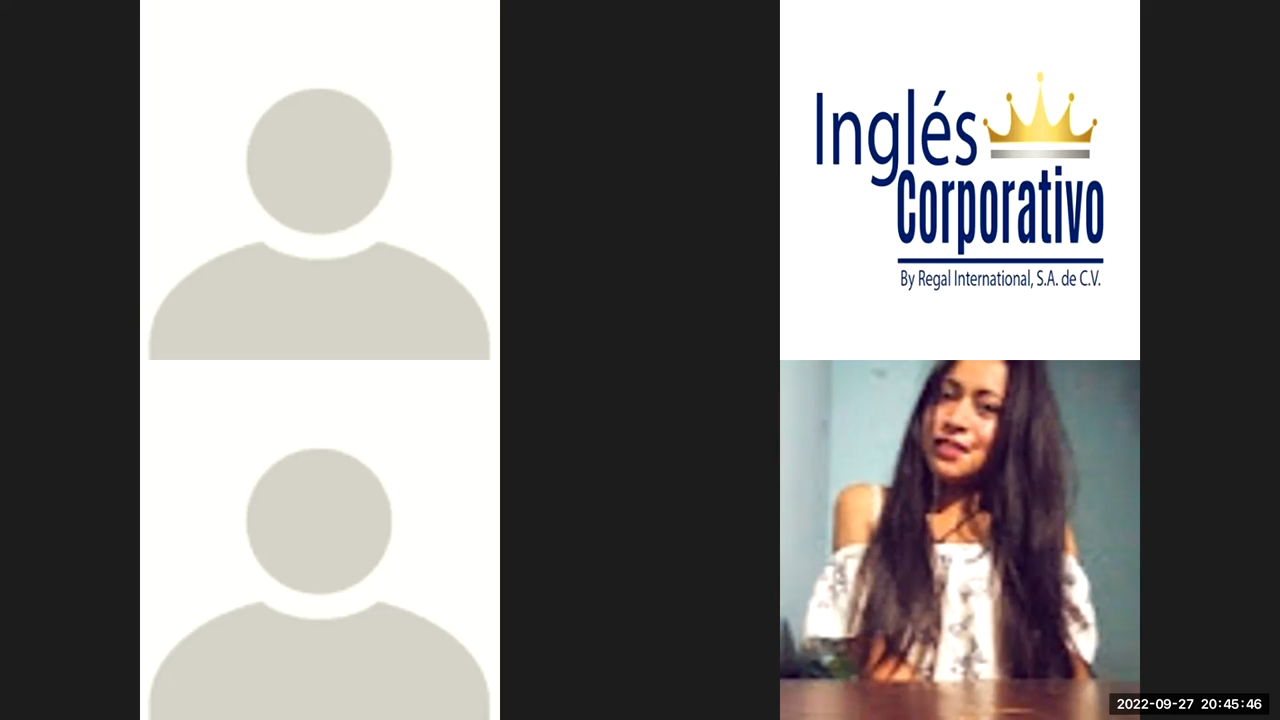 Inglés
Corporativo
By Regal International, S.A. de C.V.
2022-09-27 20:45:46